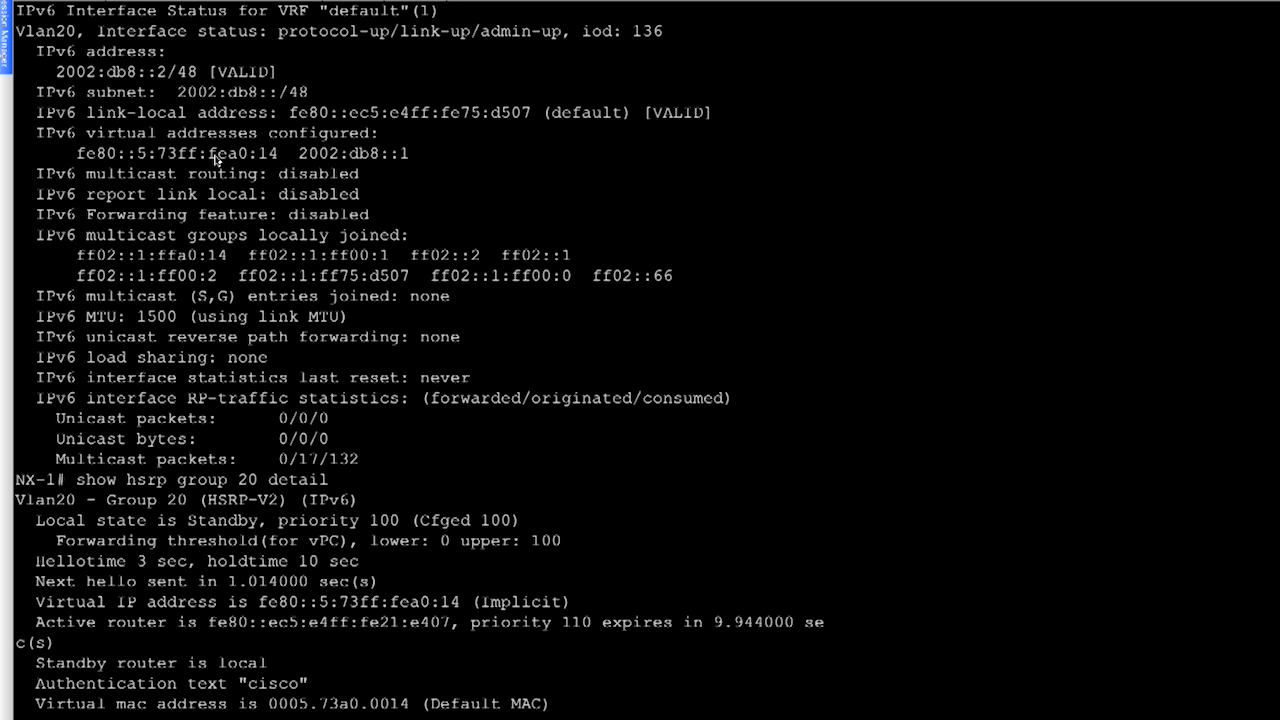 IPv6 Interface Status for VRF "default"(1)
Vlan20, Interface status: protocol-up/link-up/admin-up, iod: 136
IPv6 address:
2002:db8::2/48 [VALID]
IPv6 subnet: 2002:db8::/48
IPv6 link-local address: fe80::ec5:e4ff:fe75:d507 (default) [VALID]
IPv6 virtual addresses configured:
fe80::5:73ff:fea0:14 2002:db8::1
IPv6 multicast routing: disabled
IPv6 report link local: disabled
IPv6 Forwarding feature: disabled
IPv6 multicast groups locally joined:
ff02::1:ffa0:14 ff02::1:ff00:1 ff02::2 ff02::1
ff02::1:ff00:2 ff02::1:ff75:d507 ff02::1:ff00:0 ff02::66
IPv6 multicast (S,G) entries joined: none
IPv6 MTU: 1500 (using link MTU)
IPv6 unicast reverse path forwarding: none
IPv6 load sharing: none
IPv6 interface statistics last reset: never
IPv6 interface RP-traffic statistics: (forwarded/originated/consumed)
Unicast packets: 0/0/0
Unicast bytes: 0/0/0
Multicast packets: 0/17/132
NX-1# show hsrp group 20 detail
Vlan20 - Group 20 (HSRP-V2) (IPv6)
Local state is Standby, priority 100 (Cfged 100)
Forwarding threshold(for vPC), lower: 0 upper: 100
Hellotime 3 sec, holdtime 10 sec
Next hello sent in 1.014000 sec(s)
Virtual IP address is fe80::5:73ff:fea0:14 (Implicit)
Active router is fe80::ec5:e4ff:fe21:e407, priority 110 expires in 9.944000 se
c(s)
Standby router is local
Authentication text "cisco"
Virtual mac address is 0005.73a0.0014 (Default MAC)
Manager